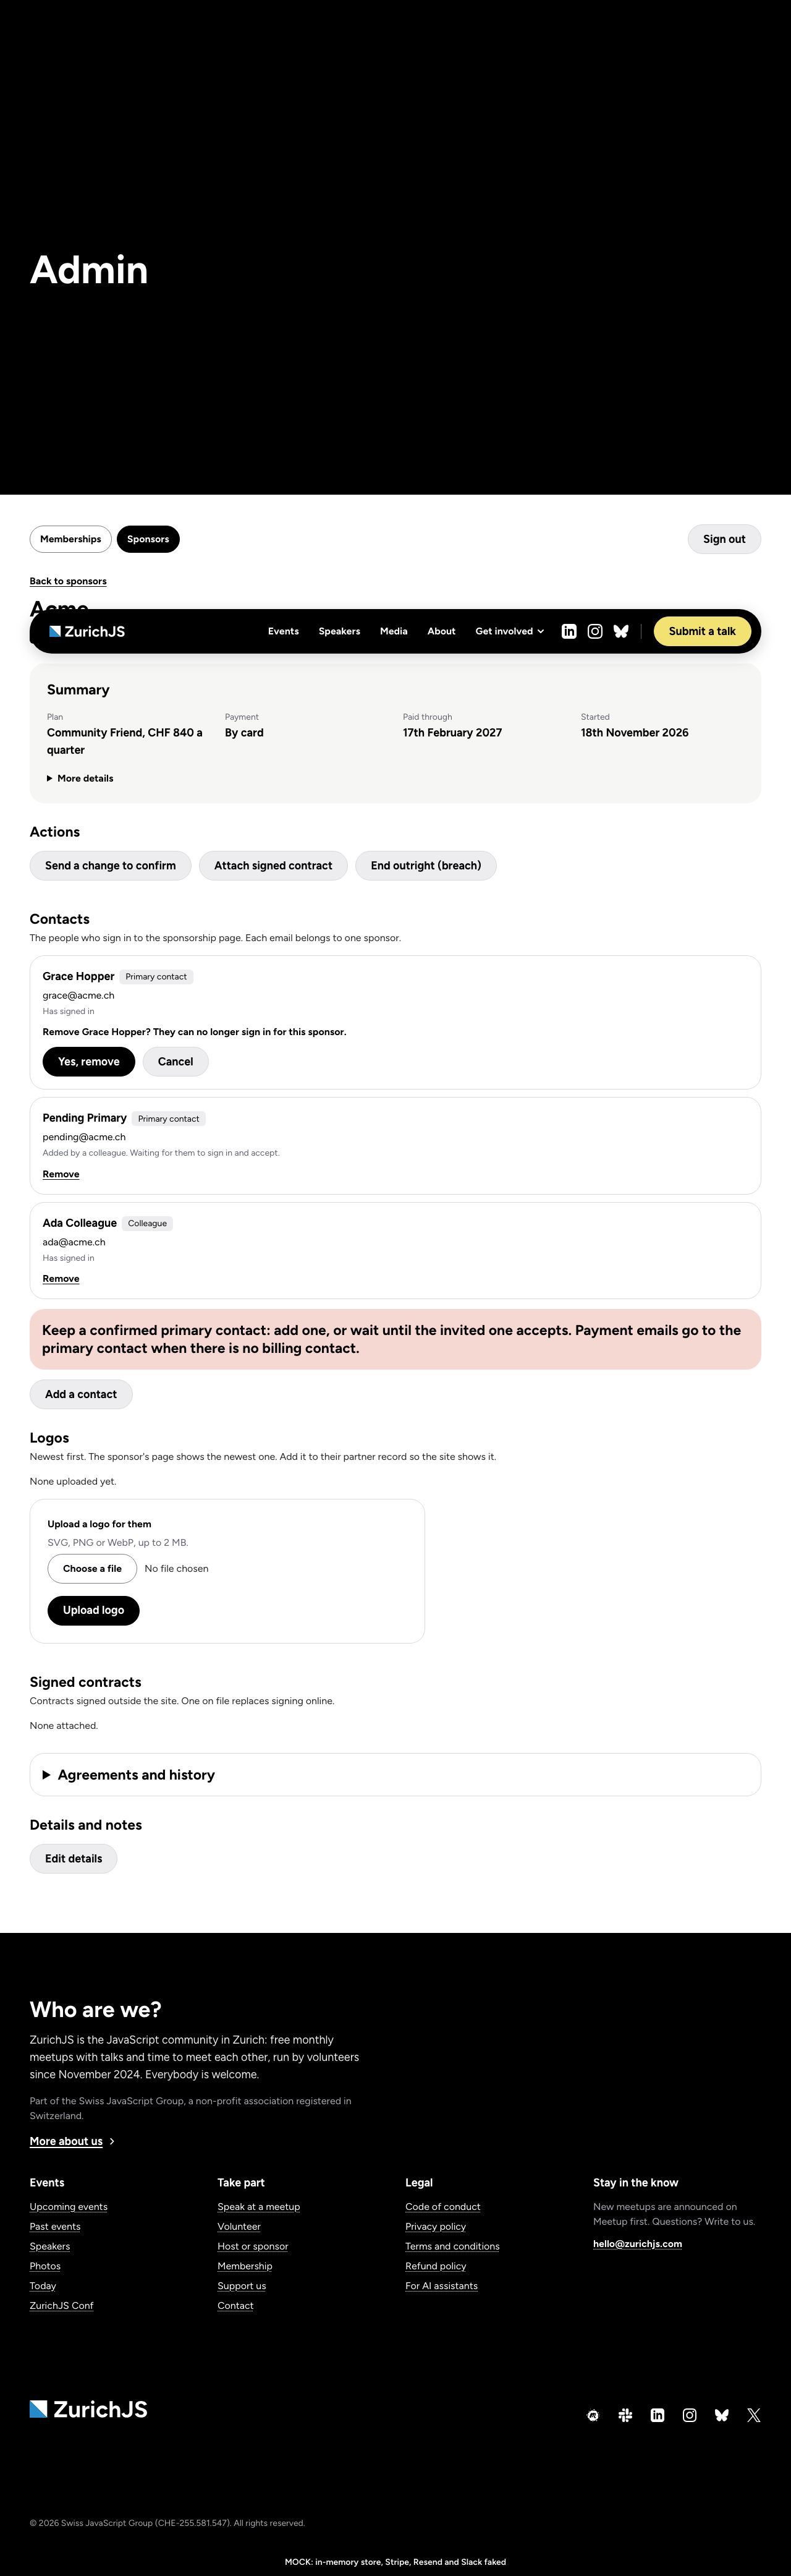 Admin
Memberships
Sponsors
Sign out
Back to sponsors
Acme
ZurichJS
Events
Speakers
Media
About
Get involved
Submit a talk
Summary
Plan
Payment
Paid through
Started
Community Friend, CHF 840 a
quarter
By card
17th February 2027
18th November 2026
More details
Actions
Send a change to confirm
Attach signed contract
End outright (breach)
Contacts
The people who sign in to the sponsorship page. Each email belongs to one sponsor.
Grace Hopper
Primary contact
grace@acme.ch
Has signed in
Remove Grace Hopper? They can no longer sign in for this sponsor.
Yes, remove
Cancel
Pending Primary
Primary contact
pending@acme.ch
Added by a colleague. Waiting for them to sign in and accept.
Remove
Ada Colleague
Colleague
ada@acme.ch
Has signed in
Remove
Keep a confirmed primary contact: add one, or wait until the invited one accepts. Payment emails go to the
primary contact when there is no billing contact.
Add a contact
Logos
Newest first. The sponsor's page shows the newest one. Add it to their partner record so the site shows it.
None uploaded yet.
Upload a logo for them
SVG, PNG or WebP, up to 2 MB.
Choose a file
No file chosen
Upload logo
Signed contracts
Contracts signed outside the site. One on file replaces signing online.
None attached.
Agreements and history
Details and notes
Edit details
Who are we?
ZurichJS is the JavaScript community in Zurich: free monthly
meetups with talks and time to meet each other, run by volunteers
since November 2024. Everybody is welcome.
Part of the Swiss JavaScript Group, a non-profit association registered in
Switzerland.
More about us
Events
Upcoming events
Past events
Speakers
Photos
Today
ZurichJS Conf
Take part
Speak at a meetup
Volunteer
Host or sponsor
Membership
Support us
Contact
Legal
Code of conduct
Privacy policy
Terms and conditions
Refund policy
For AI assistants
Stay in the know
New meetups are announced on
Meetup first. Questions? Write to us.
hello@zurichjs.com
ZurichJS
© 2026 Swiss JavaScript Group (CHE-255.581.547). All rights reserved.
MOCK: in-memory store, Stripe, Resend and Slack faked